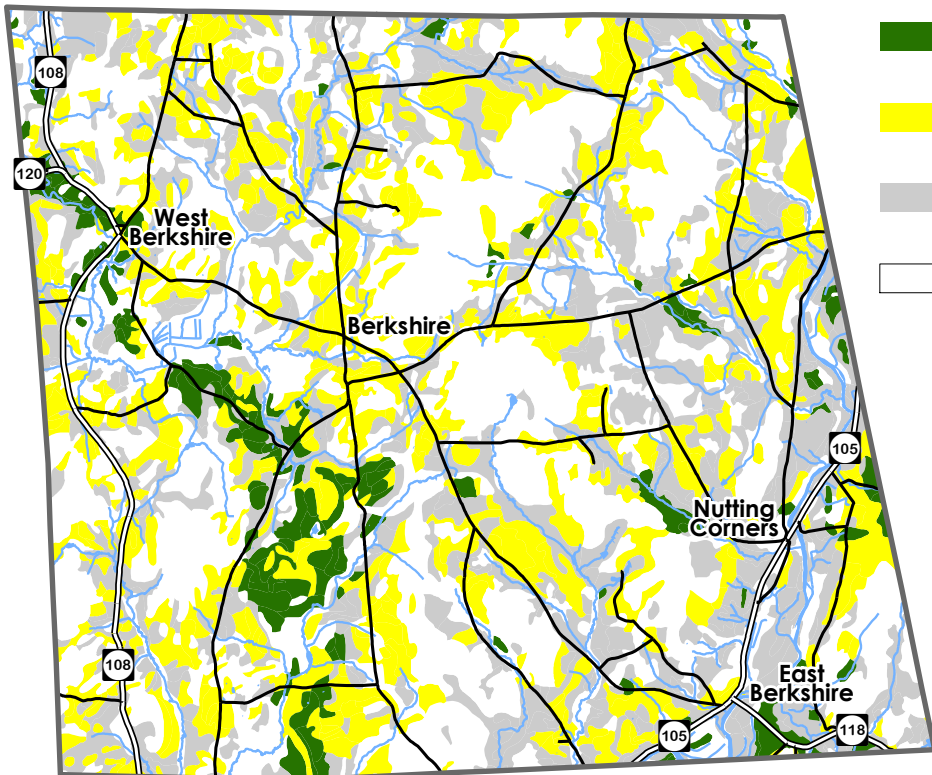 108
120
West
Berkshire
Berkshire
105
Nutting
Corners
108
East
Berkshire
105
118